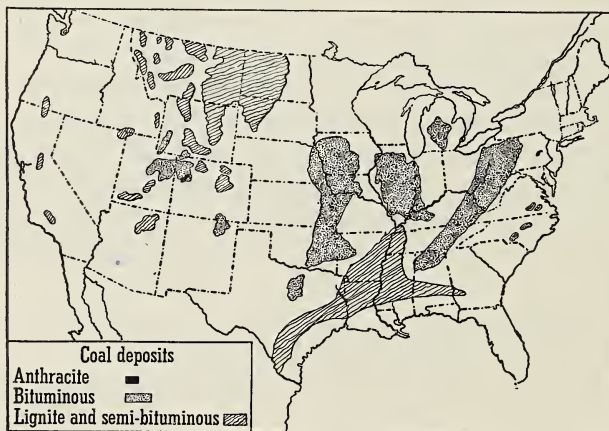 Coal deposits
Anthracite
Bituminous
Lignite and semi-bituminous